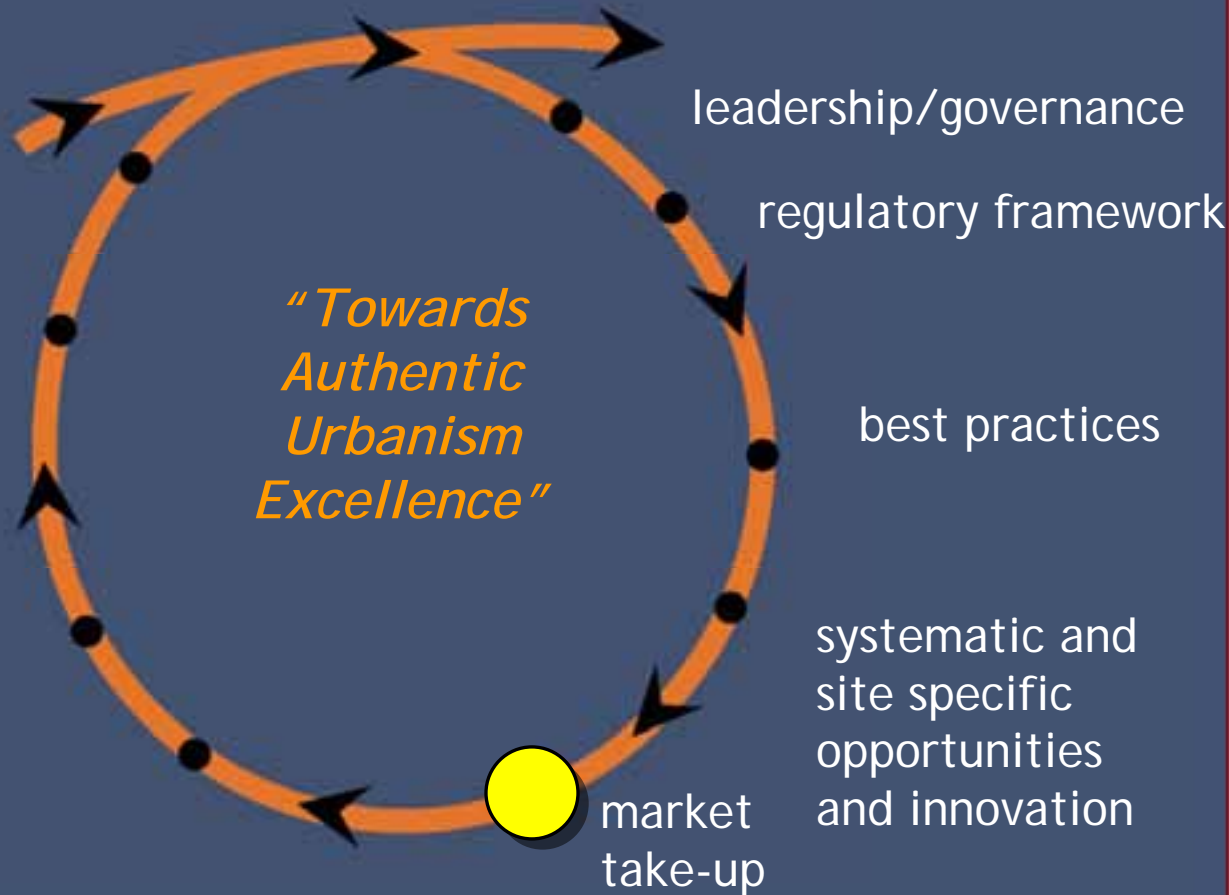 leadership/governance
regulatory framework
“Towards
Authentic
Urbanism
Excellence”
best practices
systematic and
site specific
opportunities
and innovation
market
take-up